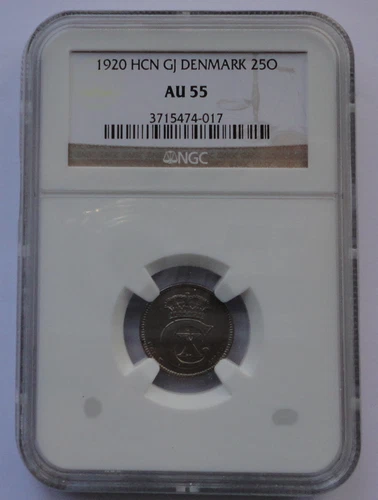 1920 HCN GJ DENMARK 25O
AU 55
3715474-017
NGC